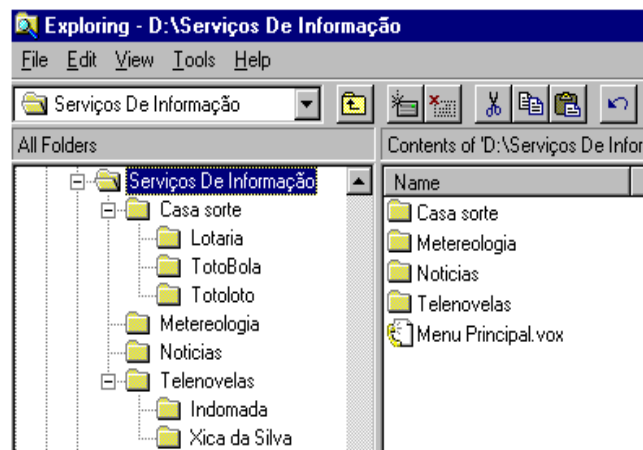 Exploring - D:\Serviços De Informação
File Edit View Tools Help
Serviços De Informação
All Folders
Contents of 'D:\Serviços De Infor
Serviços De Informação
Casa sorte
Lotaria
TotoBola
Totoloto
Metereologia
Noticias
Telenovelas
Indomada
Xica da Silva
Name
Casa sorte
Metereologia
Noticias
Telenovelas
Menu Principal.vox